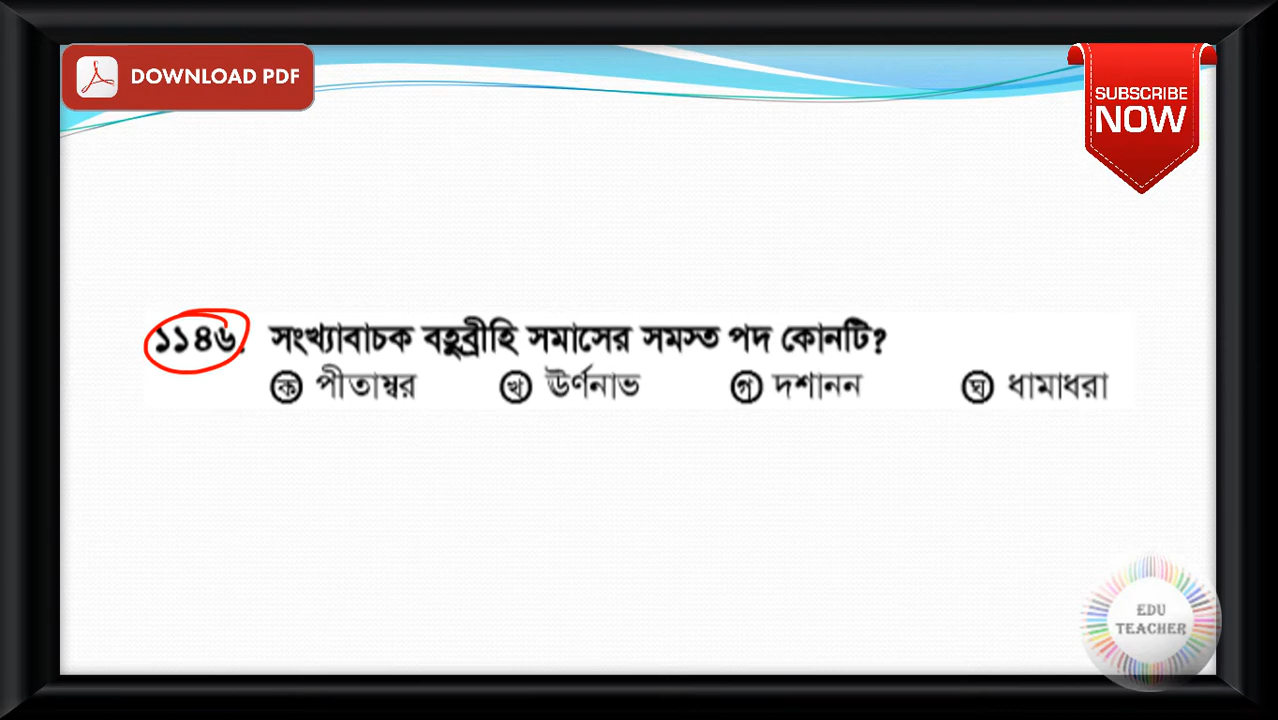 DOWNLOAD PDF
SUBSCRIBE
NOW
১১৪৬. সংখ্যাবাচক বহুব্রীহি সমাসের সমস্ত পদ কোনটি?
ক পীতাম্বর খ ঊর্ণনাভ গ দশানন ঘ ধামাধরা
EDU
TEACHER